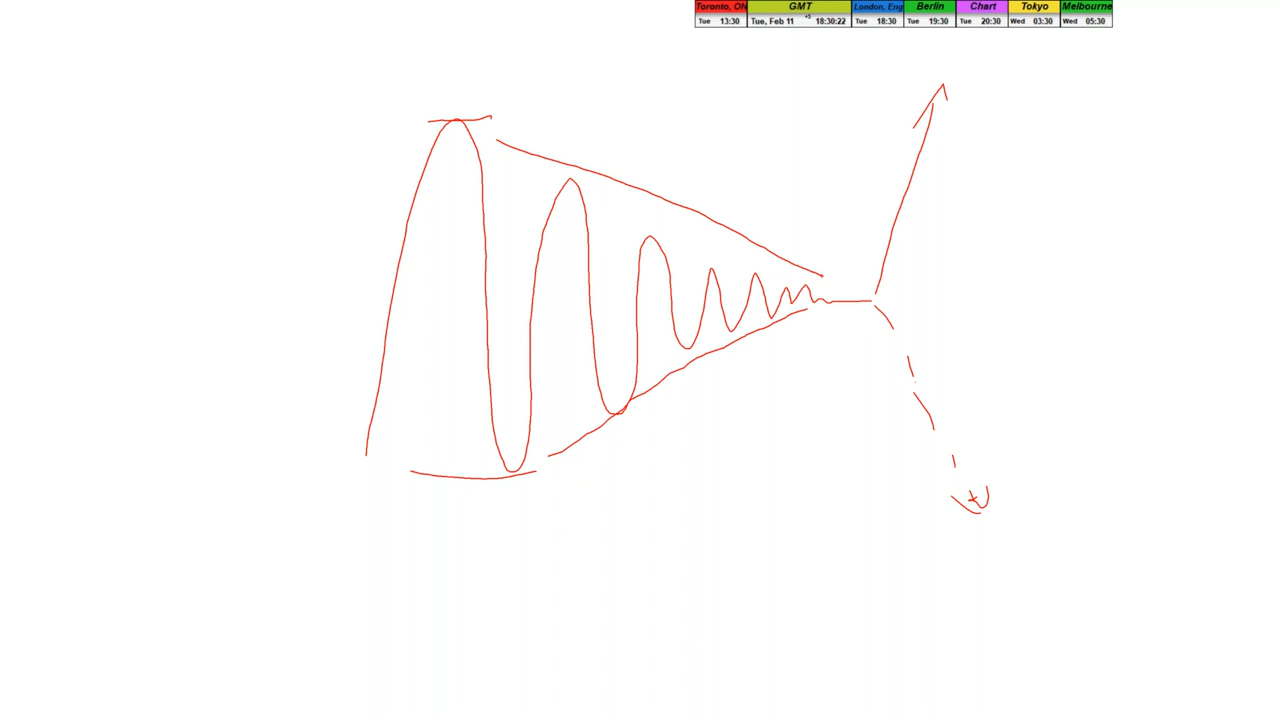 Toronto, ON GMT London, Eng Berlin Chart Tokyo Melbourne
Tue 13:30 Tue, Feb 11 +5 18:30:22 Tue 18:30 Tue 19:30 Tue 20:30 Wed 03:30 Wed 05:30